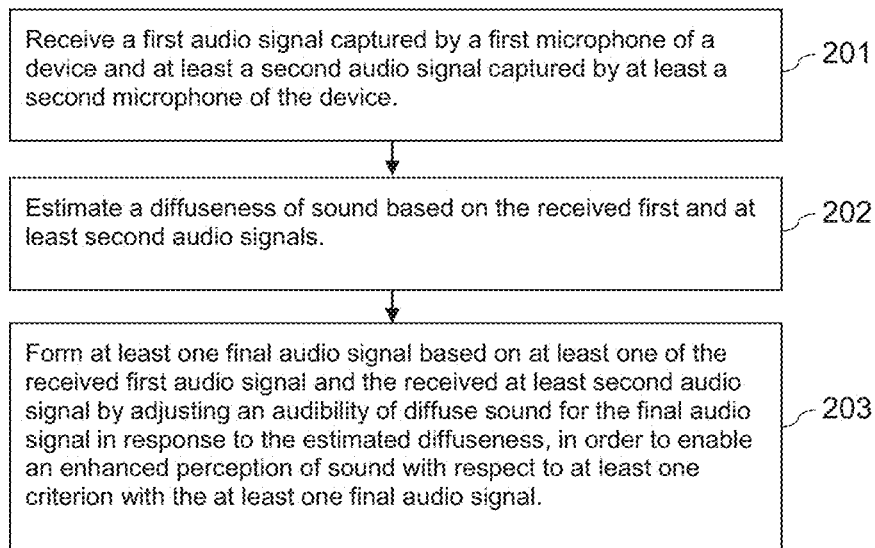 Receive a first audio signal captured by a first microphone of a
device and at least a second audio signal captured by at least a
second microphone of the device.
201
Estimate a diffuseness of sound based on the received first and at
least second audio signals.
202
Form at least one final audio signal based on at least one of the
received first audio signal and the received at least second audio
signal by adjusting an audibility of diffuse sound for the final audio
signal in response to the estimated diffuseness, in order to enable
an enhanced perception of sound with respect to at least one
criterion with the at least one final audio signal.
203